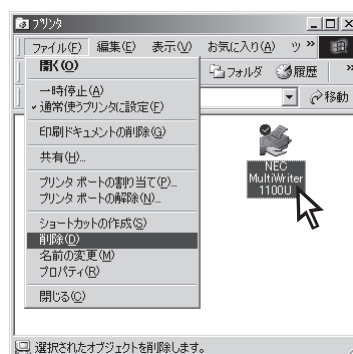 プリンタ
ファイル(F) 編集(E) 表示(V) お気に入り(A) ツ »
開く(O)
フォルダ 履歴 »
一時停止(A)
通常使うプリンタに設定(F)
移動
印刷ドキュメントの削除(G)
共有(H)...
プリンタ ポートの割り当て(P)...
プリンタ ポートの解除(N)...
NEC
MultiWriter
1100U
ショートカットの作成(S)
削除(D)
名前の変更(M)
プロパティ(R)
閉じる(C)
選択されたオブジェクトを削除します。